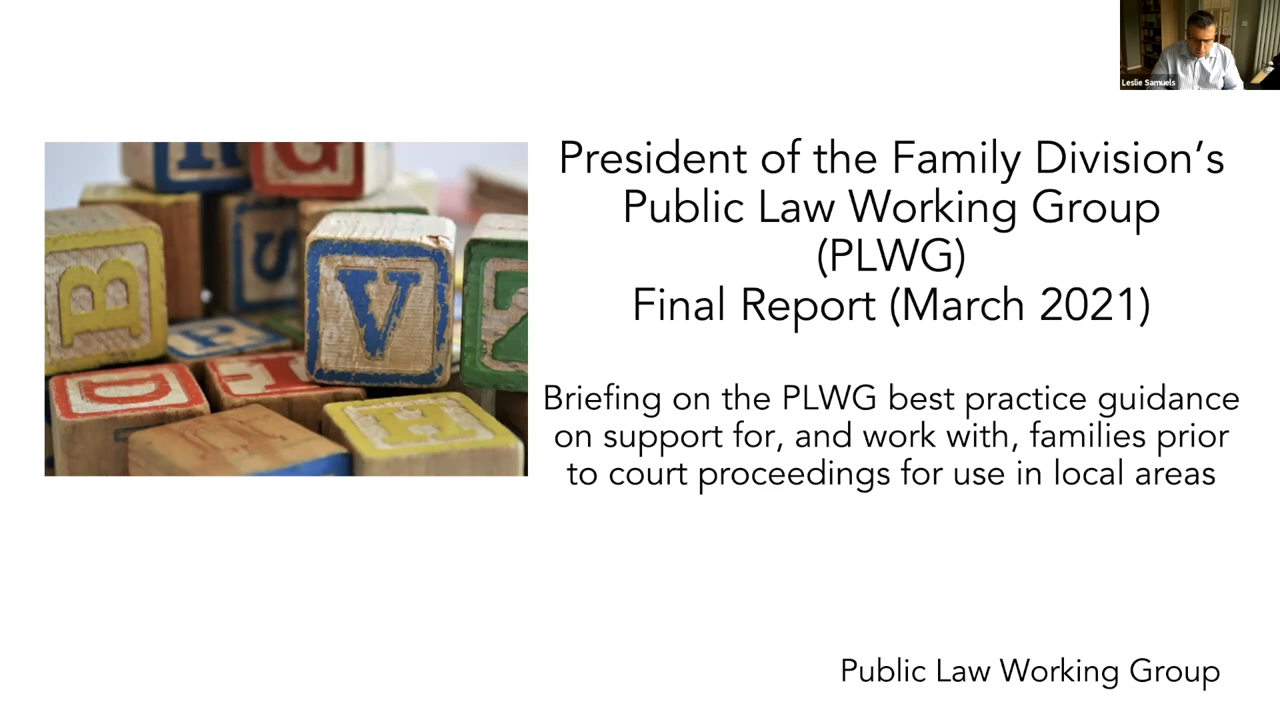 Leslie Samuels
President of the Family Division’s
Public Law Working Group
(PLWG)
Final Report (March 2021)
Briefing on the PLWG best practice guidance
on support for, and work with, families prior
to court proceedings for use in local areas
Public Law Working Group
G
B
S
V
Z
D
H